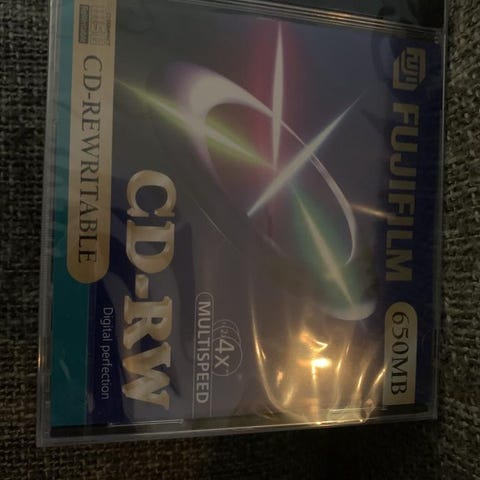 FUJIFILM
650MB
4x
MULTISPEED
CD-RW
Digital perfection
CD-REWRITABLE